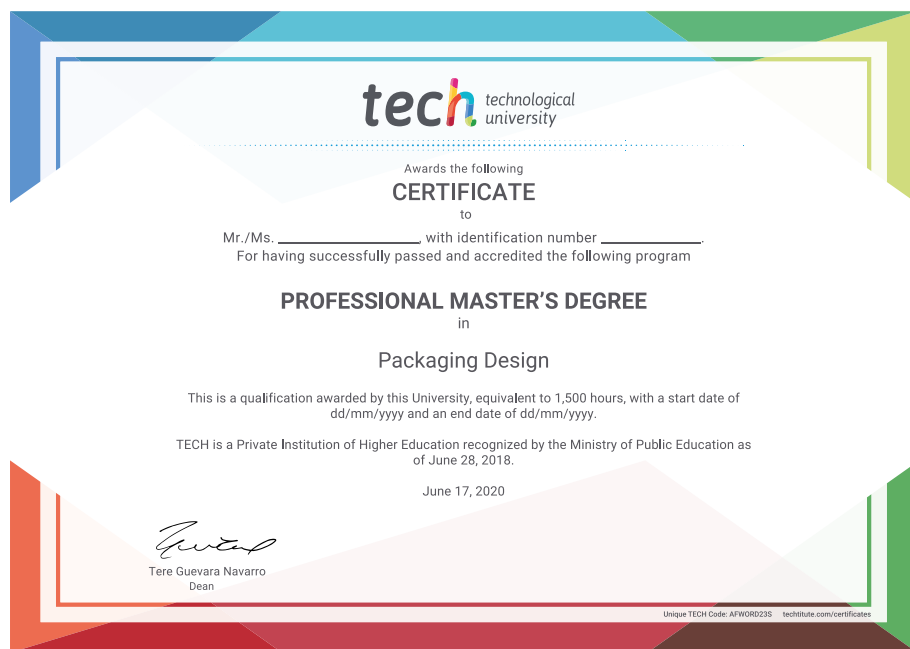 tech technological
university
Awards the following
CERTIFICATE
to
Mr./Ms. ________________, with identification number ____________.
For having successfully passed and accredited the following program
PROFESSIONAL MASTER’S DEGREE
in
Packaging Design
This is a qualification awarded by this University, equivalent to 1,500 hours, with a start date of
dd/mm/yyyy and an end date of dd/mm/yyyy.
TECH is a Private Institution of Higher Education recognized by the Ministry of Public Education as
of June 28, 2018.
June 17, 2020
Tere Guevara Navarro
Dean
Unique TECH Code: AFWORD23S techtitute.com/certificates